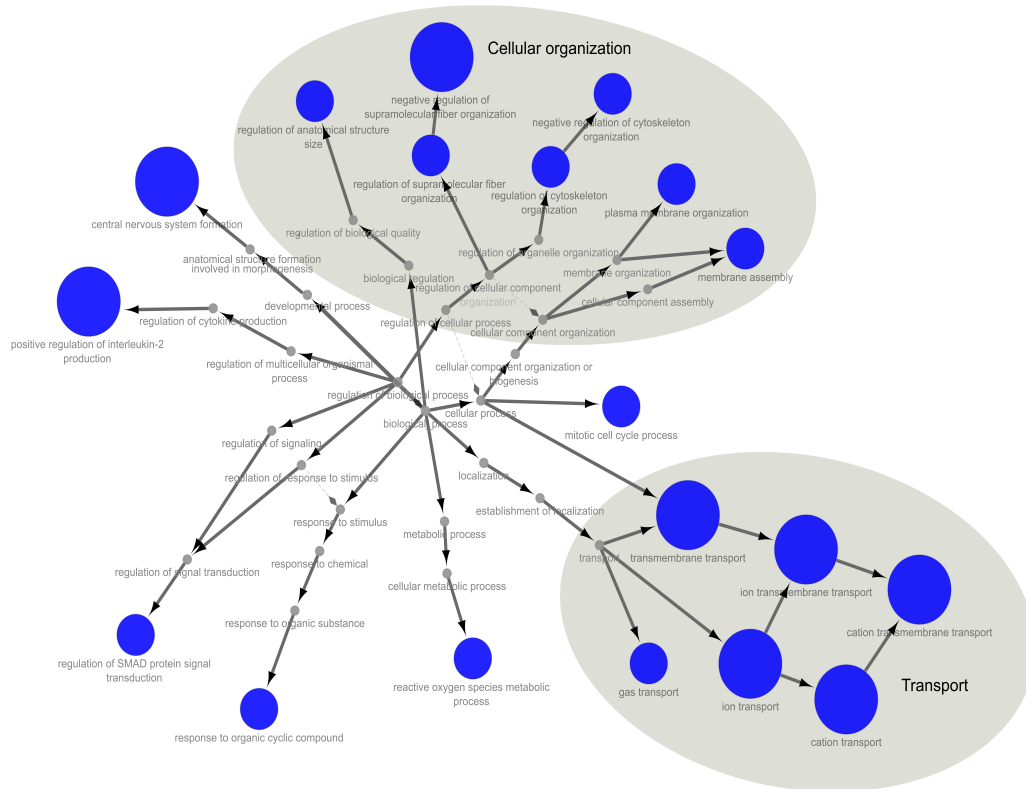 Cellular organization
negative regulation of
supramolecular fiber organization
regulation of anatomical structure
size
negative regulation of cytoskeleton
organization
regulation of supramolecular fiber
organization
regulation of cytoskeleton
organization
plasma membrane organization
central nervous system formation
regulation of biological quality
anatomical structure formation
involved in morphogenesis
regulation of organelle organization
membrane organization
membrane assembly
biological regulation
regulation of cellular component
organization
developmental process
cellular component assembly
regulation of cytokine production
regulation of cellular process
cellular component organization
positive regulation of interleukin-2
production
regulation of multicellular organismal
process
cellular component organization or
biogenesis
regulation of biological process
cellular process
biological process
mitotic cell cycle process
regulation of signaling
regulation of response to stimulus
localization
establishment of localization
response to stimulus
metabolic process
transport
transmembrane transport
regulation of signal transduction
response to chemical
cellular metabolic process
ion transmembrane transport
response to organic substance
cation transmembrane transport
regulation of SMAD protein signal
transduction
reactive oxygen species metabolic
process
gas transport
Transport
ion transport
response to organic cyclic compound
cation transport